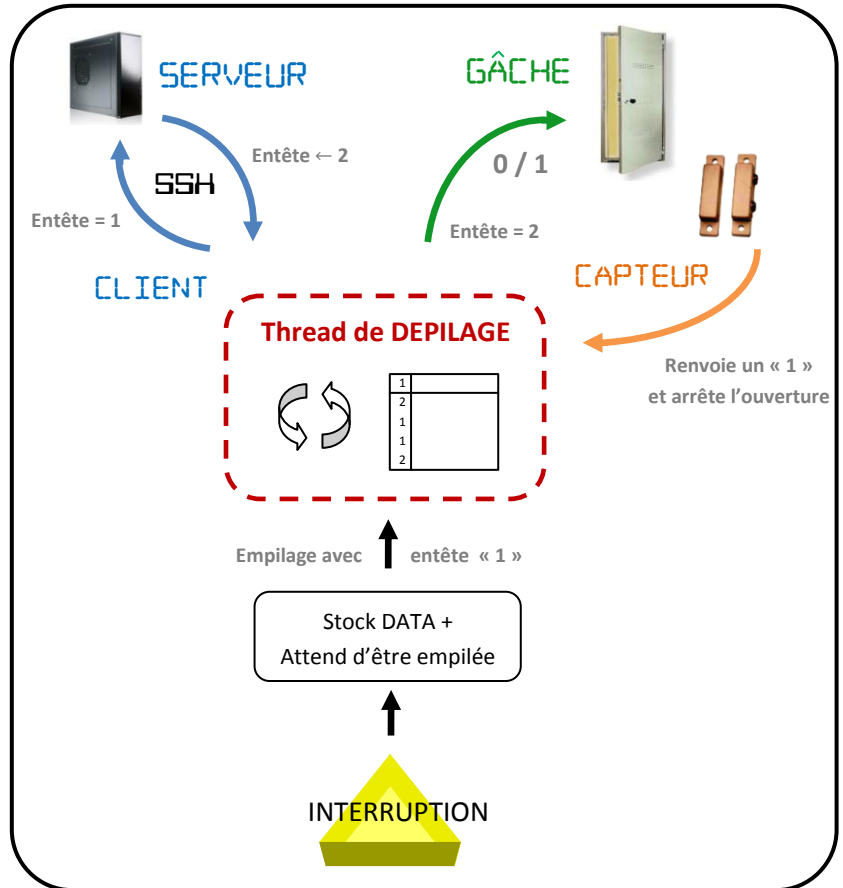 SERVEUR
GÂCHE
Entête ← 2
0 / 1
SSH
Entête = 1
Entête = 2
CLIENT
CAPTEUR
Thread de DEPILAGE
Renvoie un « 1 »
et arrête l’ouverture
1
2
1
1
2
Empilage avec entête « 1 »
Stock DATA +
Attend d’être empilée
INTERRUPTION